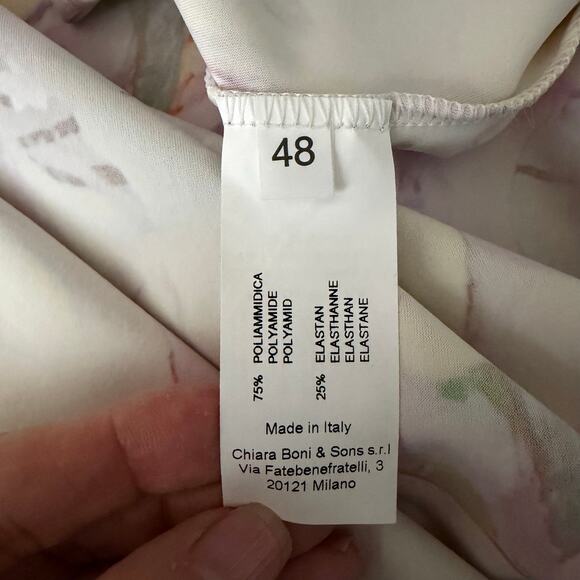 48
75% POLIAMMIDICA
POLYAMIDE
POLYAMID
25% ELASTAN
ELASTHANNE
ELASTHAN
ELASTANE
Made in Italy
Chiara Boni & Sons s.r.l
Via Fatebenefratelli, 3
20121 Milano